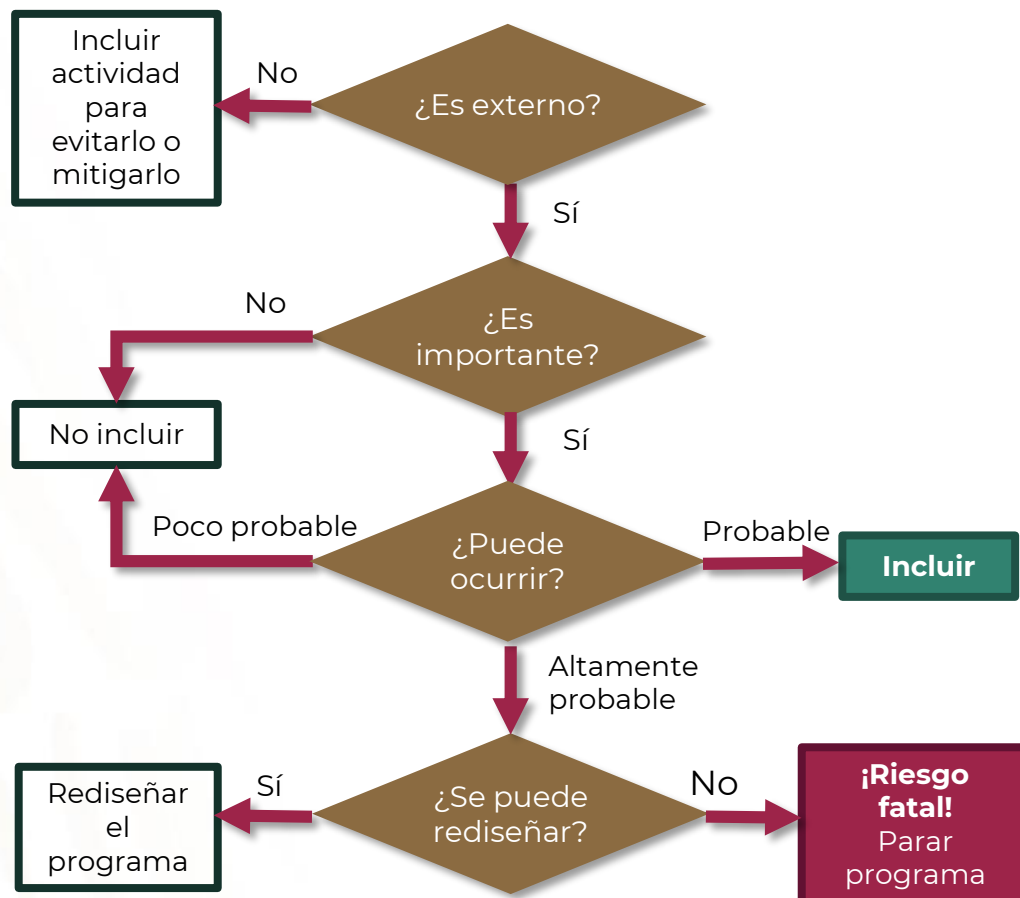 Incluir
actividad
para
evitarlo o
mitigarlo
No
¿Es externo?
Sí
No
¿Es
importante?
No incluir
Sí
Poco probable
¿Puede
ocurrir?
Probable
Incluir
Altamente
probable
Rediseñar
el
programa
Sí
¿Se puede
rediseñar?
No
¡Riesgo
fatal!
Parar
programa